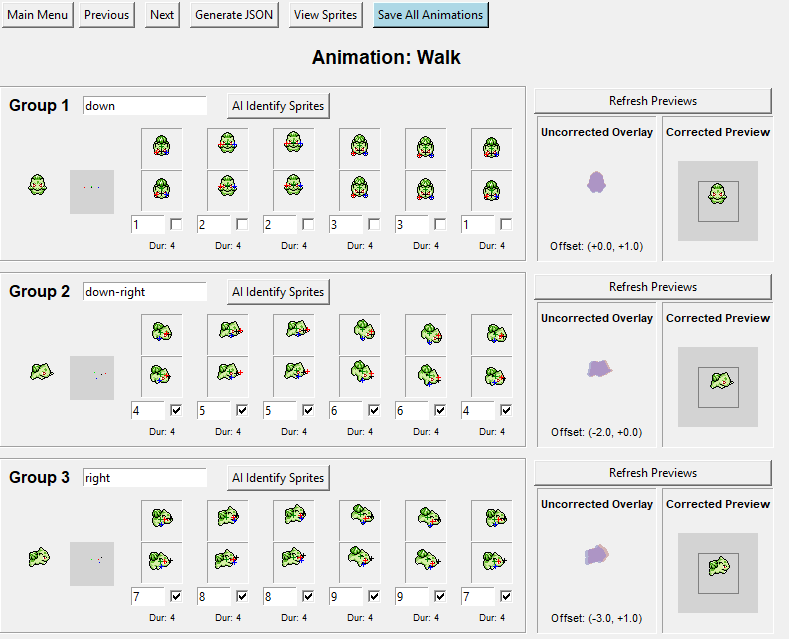 Main Menu Previous Next Generate JSON View Sprites Save All Animations
Animation: Walk
Group 1 down AI Identify Sprites
1 2 2 3 3 1
Dur: 4 Dur: 4 Dur: 4 Dur: 4 Dur: 4 Dur: 4
Refresh Previews
Uncorrected Overlay Corrected Preview
Offset: (+0.0, +1.0)
Group 2 down-right AI Identify Sprites
4 5 5 6 6 4
Dur: 4 Dur: 4 Dur: 4 Dur: 4 Dur: 4 Dur: 4
Refresh Previews
Uncorrected Overlay Corrected Preview
Offset: (-2.0, +0.0)
Group 3 right AI Identify Sprites
7 8 8 9 9 7
Dur: 4 Dur: 4 Dur: 4 Dur: 4 Dur: 4 Dur: 4
Refresh Previews
Uncorrected Overlay Corrected Preview
Offset: (-3.0, +1.0)